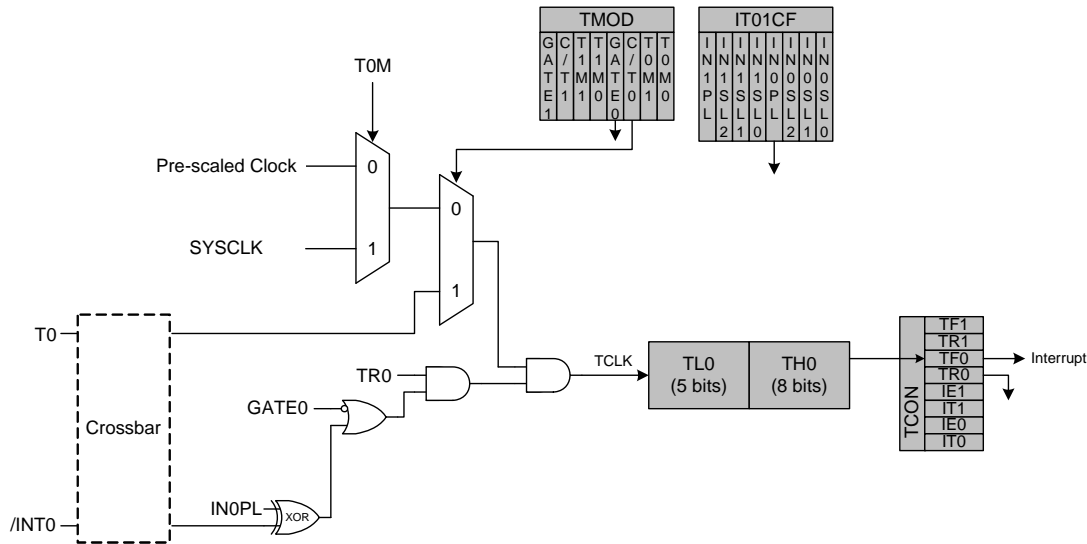 TMOD
GATE1
C/T1
T1M1
T1M0
GATE0
C/T0
T0M1
T0M0
IT01CF
IN1PL
IN1SL2
IN1SL1
IN1SL0
IN0PL
IN0SL2
IN0SL1
IN0SL0
T0M
Pre-scaled Clock
0
SYSCLK
1
0
1
T0
Crossbar
/INT0
TR0
GATE0
IN0PL
XOR
TCLK
TL0
(5 bits)
TH0
(8 bits)
TCON
TF1
TR1
TF0
TR0
IE1
IT1
IE0
IT0
Interrupt